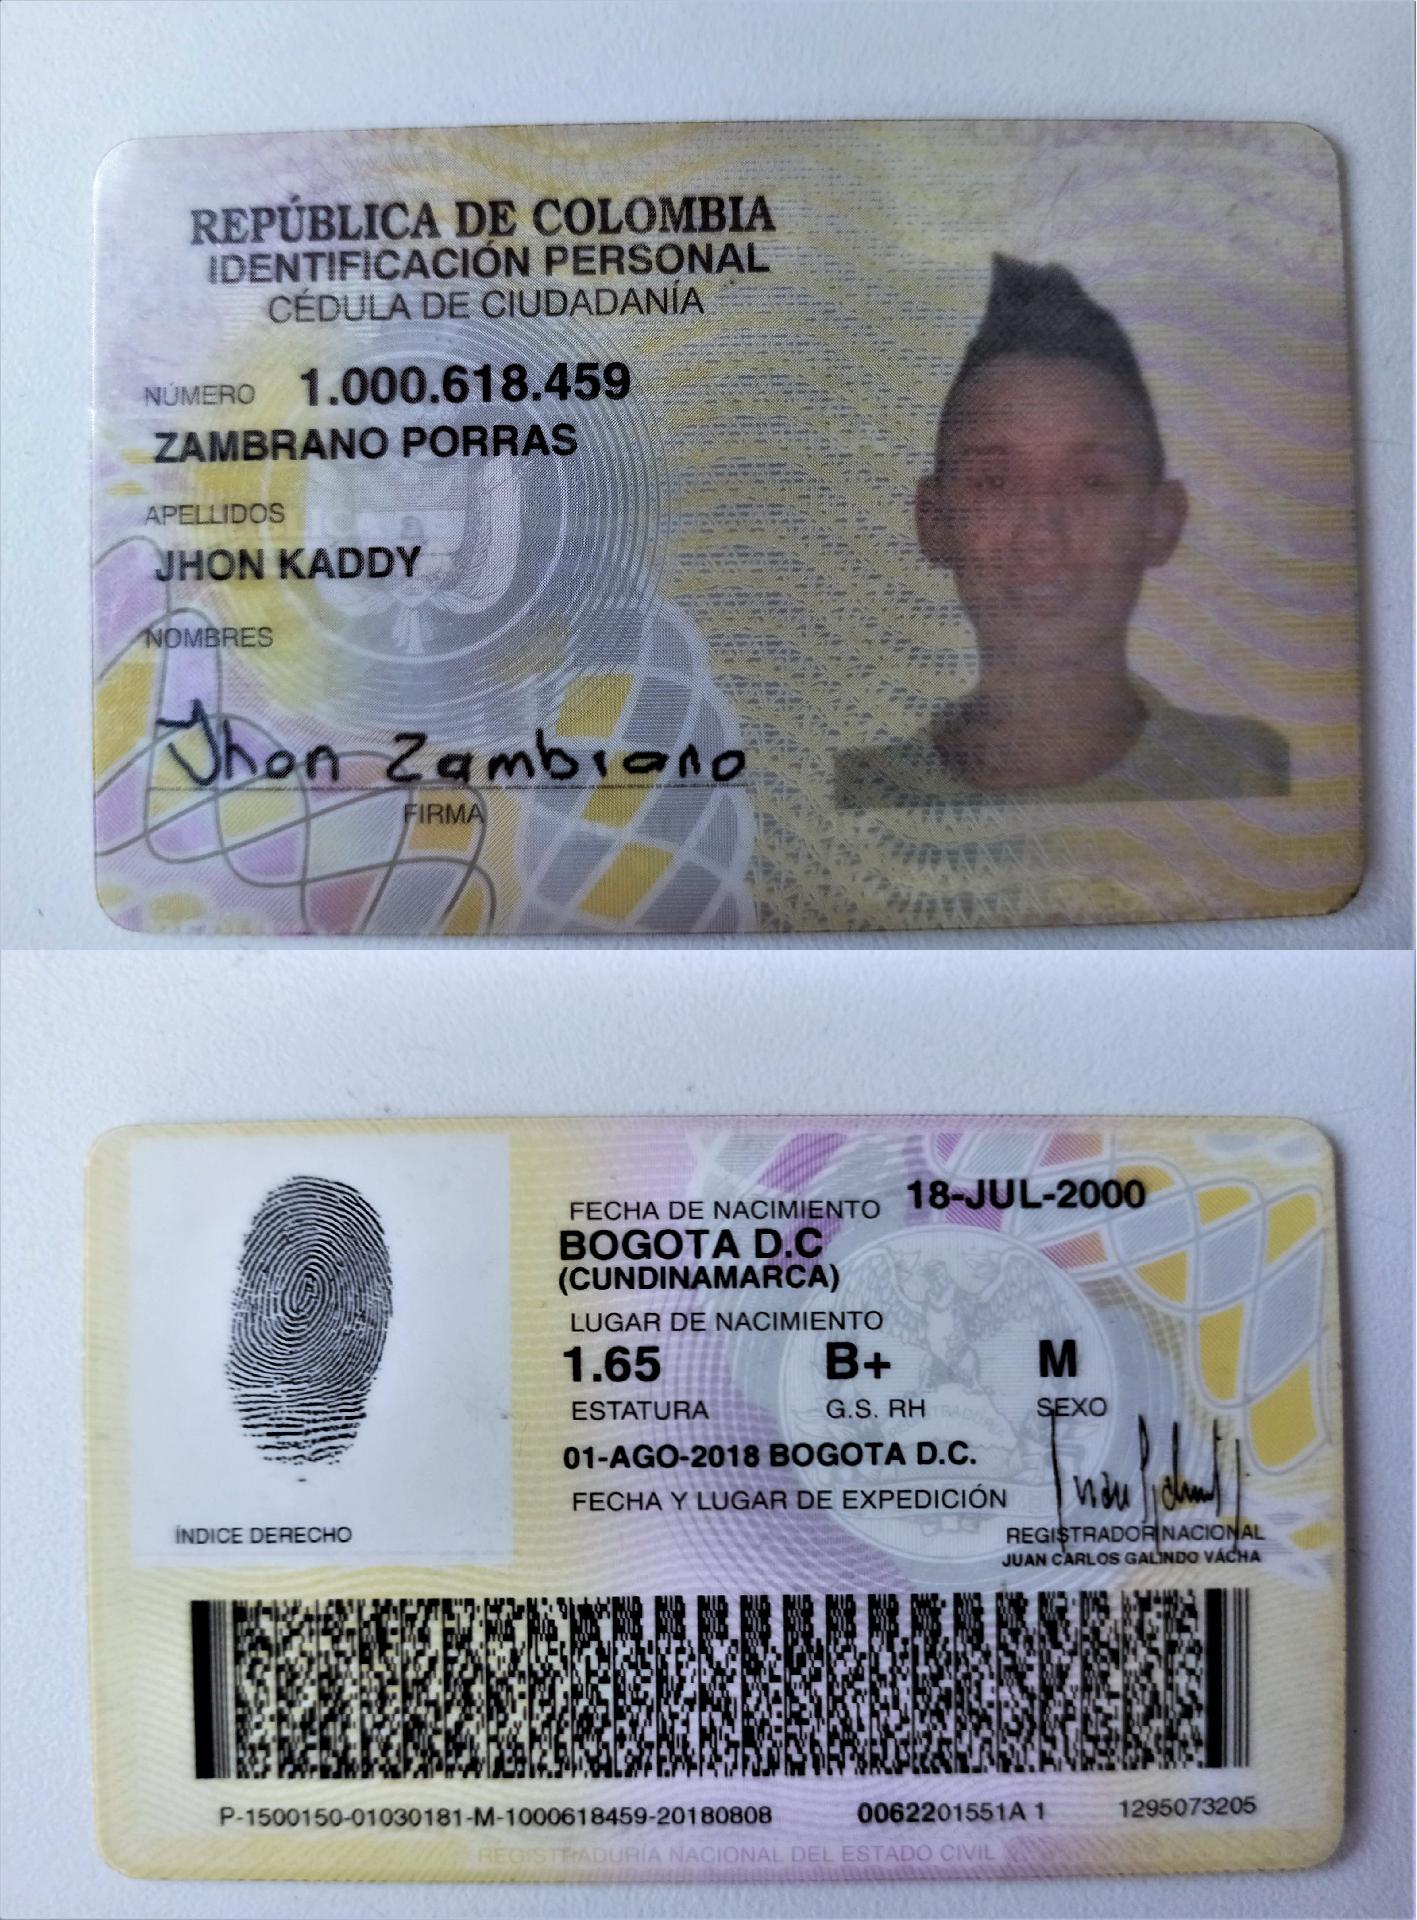 REPÚBLICA DE COLOMBIA
IDENTIFICACIÓN PERSONAL
CÉDULA DE CIUDADANÍA
NÚMERO 1.000.618.459
ZAMBRANO PORRAS
APELLIDOS
JHON KADDY
NOMBRES
Jhon Zambrano
FIRMA
FECHA DE NACIMIENTO 18-JUL-2000
BOGOTA D.C
(CUNDINAMARCA)
LUGAR DE NACIMIENTO
1.65 B+ M
ESTATURA G.S. RH SEXO
01-AGO-2018 BOGOTA D.C.
FECHA Y LUGAR DE EXPEDICIÓN
ÍNDICE DERECHO
REGISTRADOR NACIONAL
JUAN CARLOS GALINDO VÁCHA
P-1500150-01030181-M-1000618459-20180808 0062201551A 1 1295073205
REGISTRADURÍA NACIONAL DEL ESTADO CIVIL